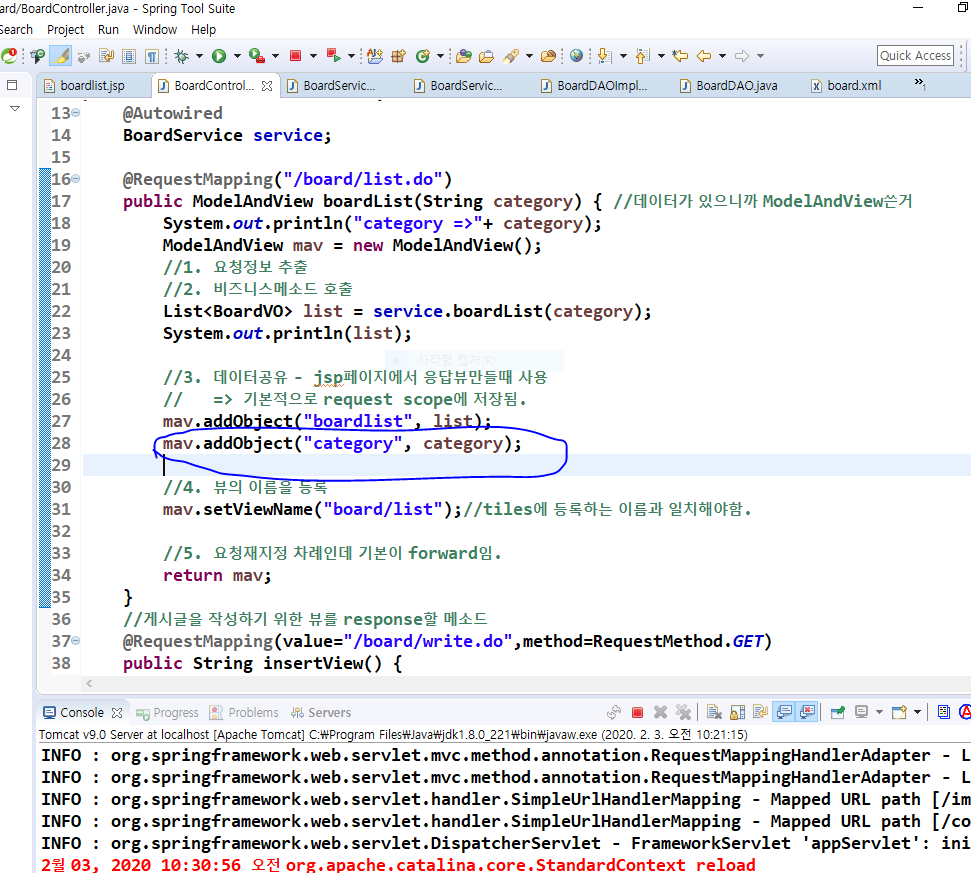 ard/BoardController.java - Spring Tool Suite
Search Project Run Window Help
Quick Access
boardlist.jsp BoardControl... BoardServic... BoardServic... BoardDAOImpl... BoardDAO.java board.xml »1
13 @Autowired
14 BoardService service;
15
16 @RequestMapping("/board/list.do")
17 public ModelAndView boardList(String category) { //데이터가 있으니까 ModelAndView쓴거
18 System.out.println("category =>"+ category);
19 ModelAndView mav = new ModelAndView();
20 //1. 요청정보 추출
21 //2. 비즈니스메소드 호출
22 List<BoardVO> list = service.boardList(category);
23 System.out.println(list);
24
사각형 캡처(R)
25 //3. 데이터공유 - jsp페이지에서 응답뷰만들때 사용
26 // => 기본적으로 request scope에 저장됨.
27 mav.addObject("boardlist", list);
28 mav.addObject("category", category);
29
30 //4. 뷰의 이름을 등록
31 mav.setViewName("board/list");//tiles에 등록하는 이름과 일치해야함.
32
33 //5. 요청재지정 차례인데 기본이 forward임.
34 return mav;
35 }
36 //게시글을 작성하기 위한 뷰를 response할 메소드
37 @RequestMapping(value="/board/write.do",method=RequestMethod.GET)
38 public String insertView() {
Console Progress Problems Servers
Tomcat v9.0 Server at localhost [Apache Tomcat] C:₩Program Files₩Java₩jdk1.8.0_221₩bin₩javaw.exe (2020. 2. 3. 오전 10:21:15)
INFO : org.springframework.web.servlet.mvc.method.annotation.RequestMappingHandlerAdapter - L
INFO : org.springframework.web.servlet.mvc.method.annotation.RequestMappingHandlerAdapter - L
INFO : org.springframework.web.servlet.handler.SimpleUrlHandlerMapping - Mapped URL path [/im
INFO : org.springframework.web.servlet.handler.SimpleUrlHandlerMapping - Mapped URL path [/co
INFO : org.springframework.web.servlet.DispatcherServlet - FrameworkServlet 'appServlet': ini
2월 03, 2020 10:30:56 오전 org.apache.catalina.core.StandardContext reload